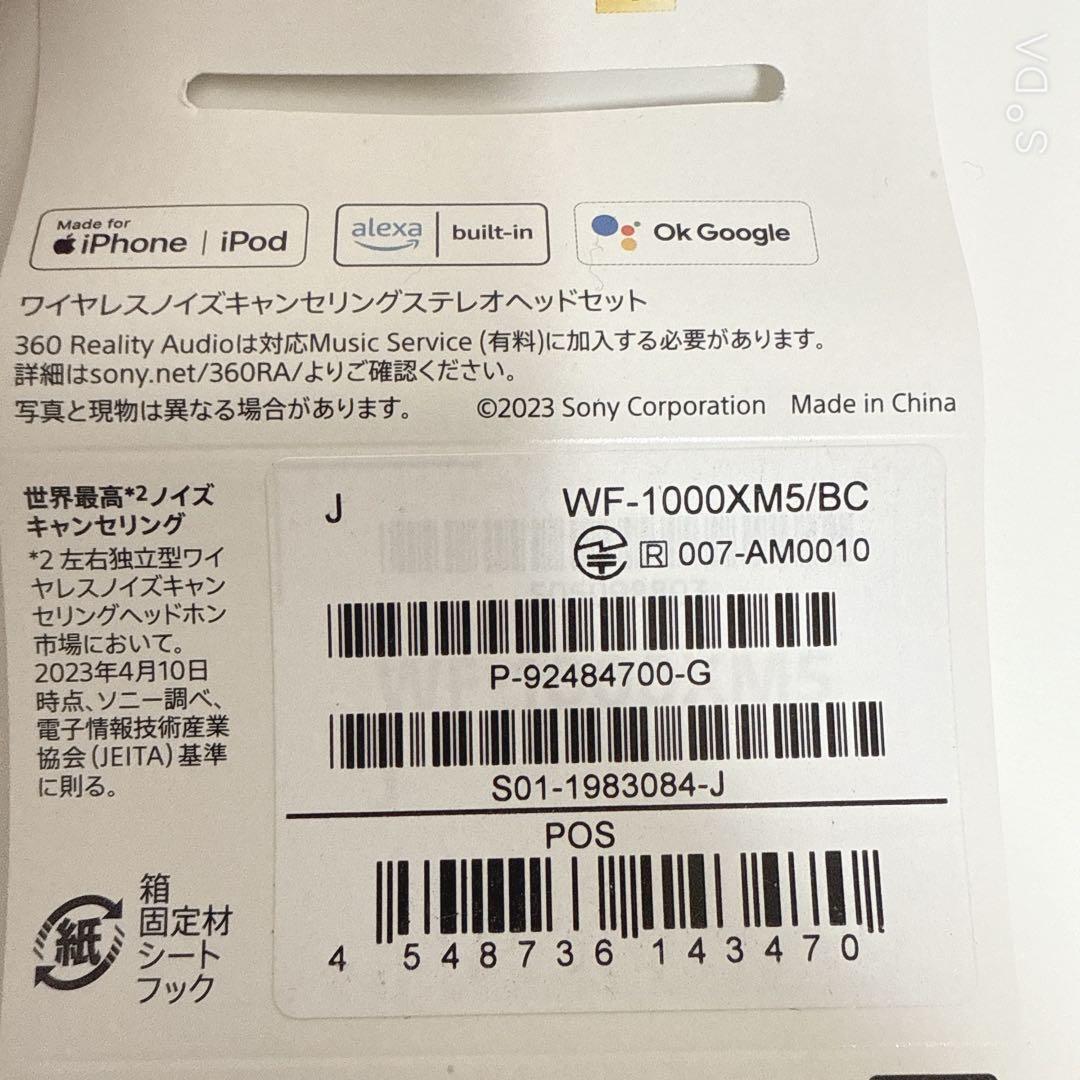 Made for
iPhone | iPod
alexa | built-in
Ok Google
ワイヤレスノイズキャンセリングステレオヘッドセット
360 Reality Audioは対応Music Service (有料)に加入する必要があります。
詳細はsony.net/360RA/よりご確認ください。
写真と現物は異なる場合があります。 ©2023 Sony Corporation Made in China
世界最高*2ノイズ
キャンセリング
*2 左右独立型ワイ
ヤレスノイズキャン
セリングヘッドホン
市場において。
2023年4月10日
時点、ソニー調べ、
電子情報技術産業
協会(JEITA)基準
に則る。
紙
箱
固定材
シート
フック
J WF-1000XM5/BC
R 007-AM0010
P-92484700-G
S01-1983084-J
POS
4 548736 143470